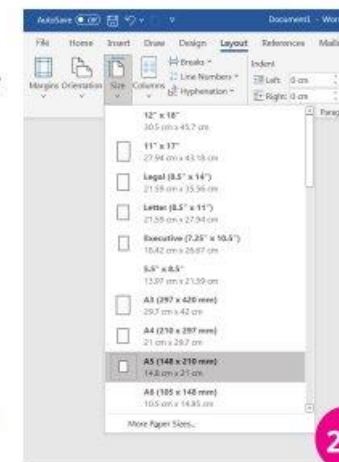 AutoSave Off Document1 - Wor
File Home Insert Draw Design Layout References Mailin
Margins Orientation Size Columns
Breaks
Line Numbers
Hyphenation
Indent
Left: 0 cm
Right: 0 cm
Parag
12" x 18"
30.5 cm x 45.7 cm
11" x 17"
27.94 cm x 43.18 cm
Legal (8.5" x 14")
21.59 cm x 35.56 cm
Letter (8.5" x 11")
21.59 cm x 27.94 cm
Executive (7.25" x 10.5")
18.42 cm x 26.67 cm
5.5" x 8.5"
13.97 cm x 21.59 cm
A3 (297 x 420 mm)
29.7 cm x 42 cm
A4 (210 x 297 mm)
21 cm x 29.7 cm
A5 (148 x 210 mm)
14.8 cm x 21 cm
A6 (105 x 148 mm)
10.5 cm x 14.85 cm
More Paper Sizes...
2